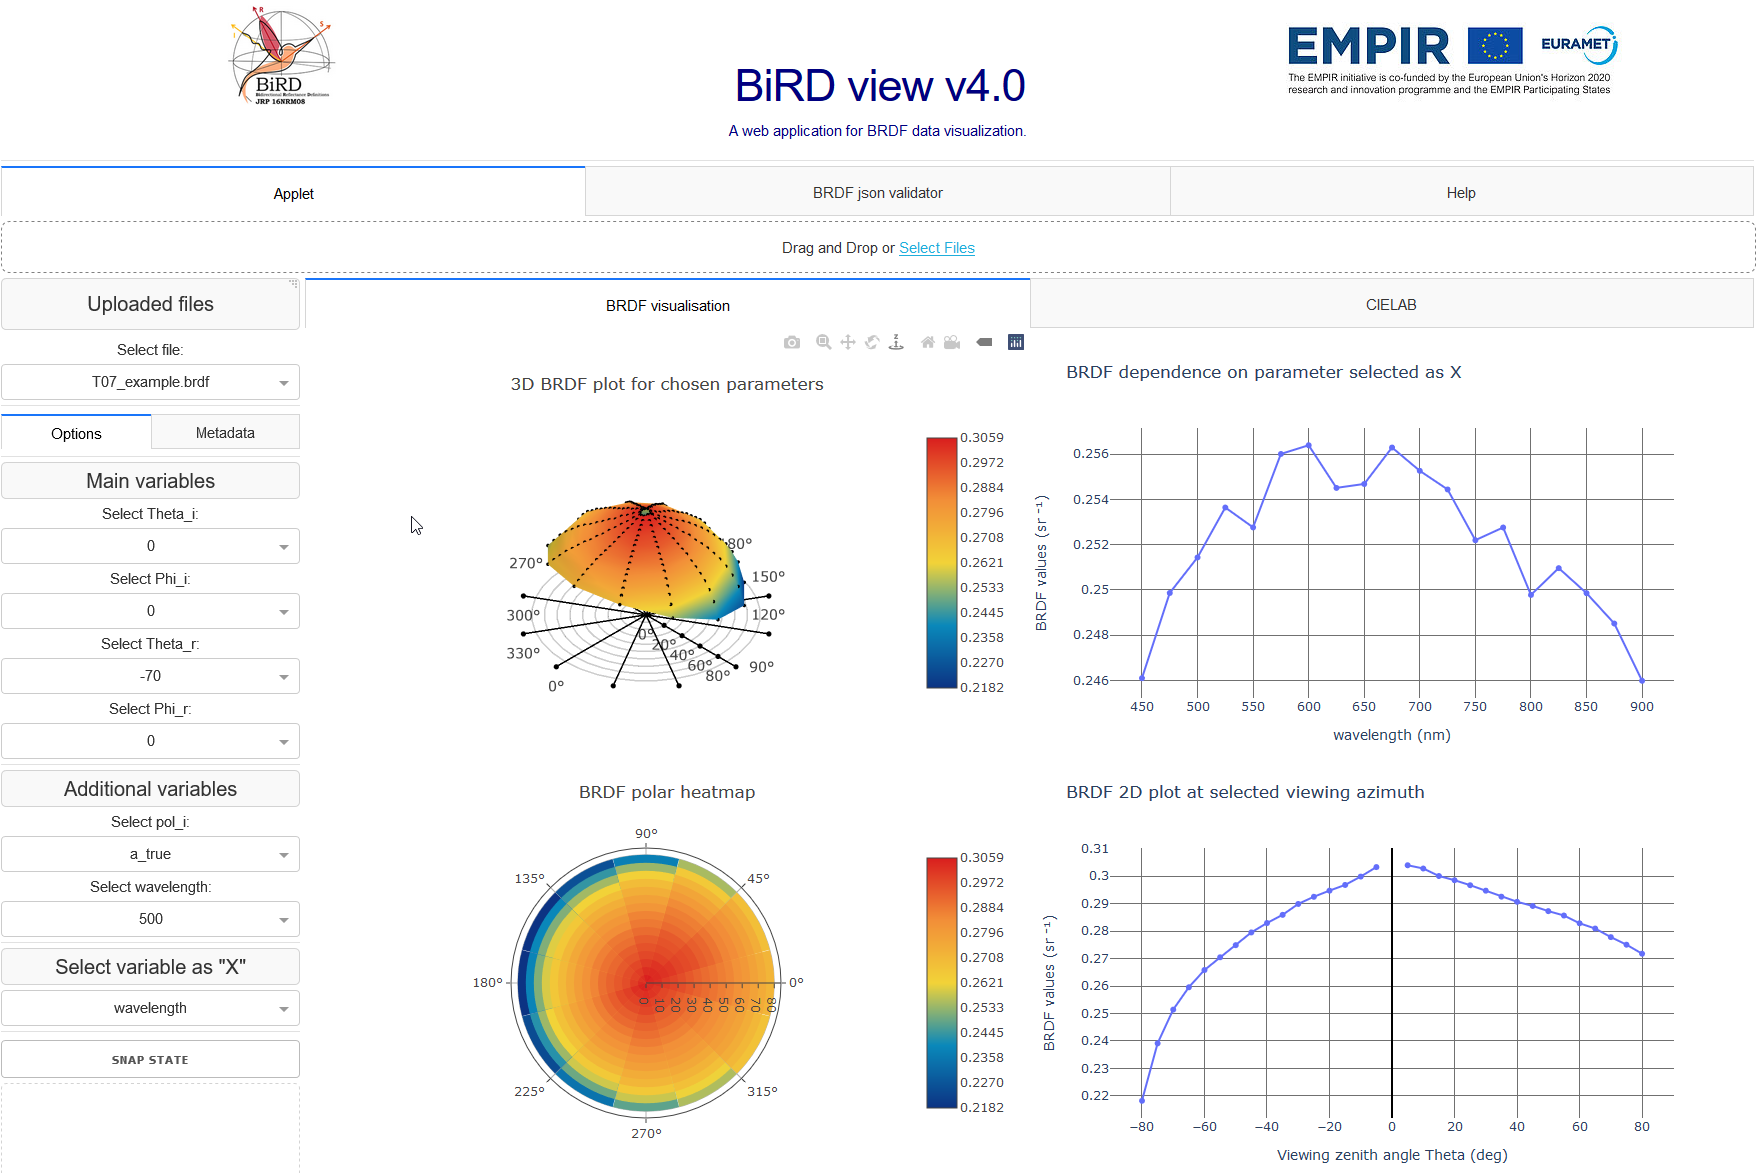 R
S
I
BiRD
Bidirectional Reflectance Definitions
JRP 16NRM08
BiRD view v4.0
A web application for BRDF data visualization.
EMPIR
EURAMET
The EMPIR initiative is co-funded by the European Union's Horizon 2020
research and innovation programme and the EMPIR Participating States
Applet
BRDF json validator
Help
Drag and Drop or Select Files
Uploaded files
Select file:
T07_example.brdf
Options
Metadata
Main variables
Select Theta_i:
0
Select Phi_i:
0
Select Theta_r:
-70
Select Phi_r:
0
Additional variables
Select pol_i:
a_true
Select wavelength:
500
Select variable as "X"
wavelength
SNAP STATE
BRDF visualisation
CIELAB
3D BRDF plot for chosen parameters
270°
300°
330°
0°
80°
150°
120°
90°
0°
20°
40°
60°
80°
0.3059
0.2972
0.2884
0.2796
0.2708
0.2621
0.2533
0.2445
0.2358
0.2270
0.2182
BRDF dependence on parameter selected as X
BRDF values (sr⁻¹)
0.256
0.254
0.252
0.25
0.248
0.246
450 500 550 600 650 700 750 800 850 900
wavelength (nm)
BRDF polar heatmap
90°
135°
45°
180°
0°
225°
315°
270°
0 10 20 30 40 50 60 70 80
0.3059
0.2972
0.2884
0.2796
0.2708
0.2621
0.2533
0.2445
0.2358
0.2270
0.2182
BRDF 2D plot at selected viewing azimuth
BRDF values (sr⁻¹)
0.31
0.3
0.29
0.28
0.27
0.26
0.25
0.24
0.23
0.22
−80 −60 −40 −20 0 20 40 60 80
Viewing zenith angle Theta (deg)